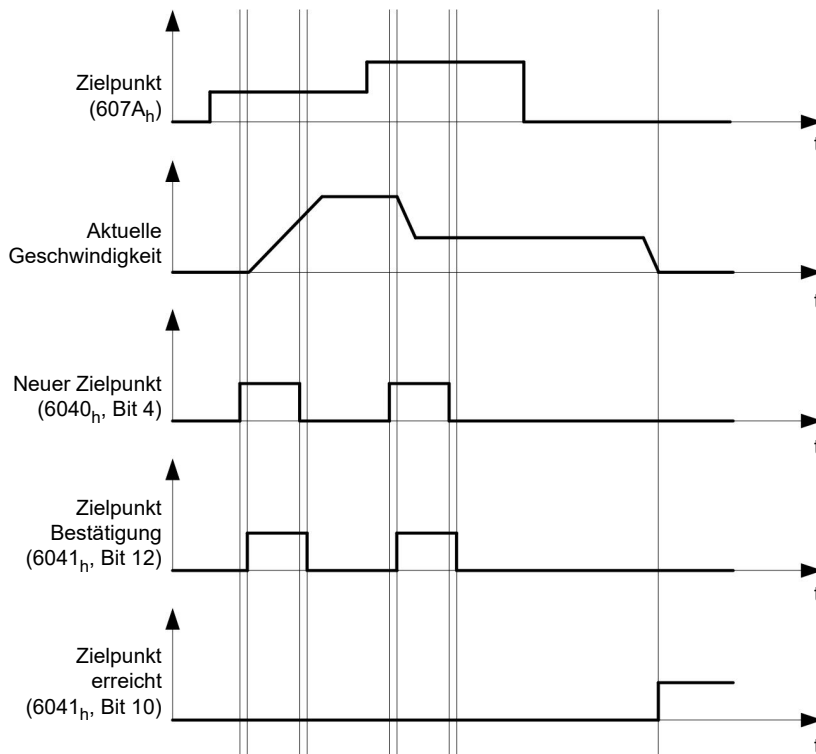 Zielpunkt
(607Ah)
t
Aktuelle
Geschwindigkeit
t
Neuer Zielpunkt
(6040h, Bit 4)
t
Zielpunkt
Bestätigung
(6041h, Bit 12)
t
Zielpunkt
erreicht
(6041h, Bit 10)
t